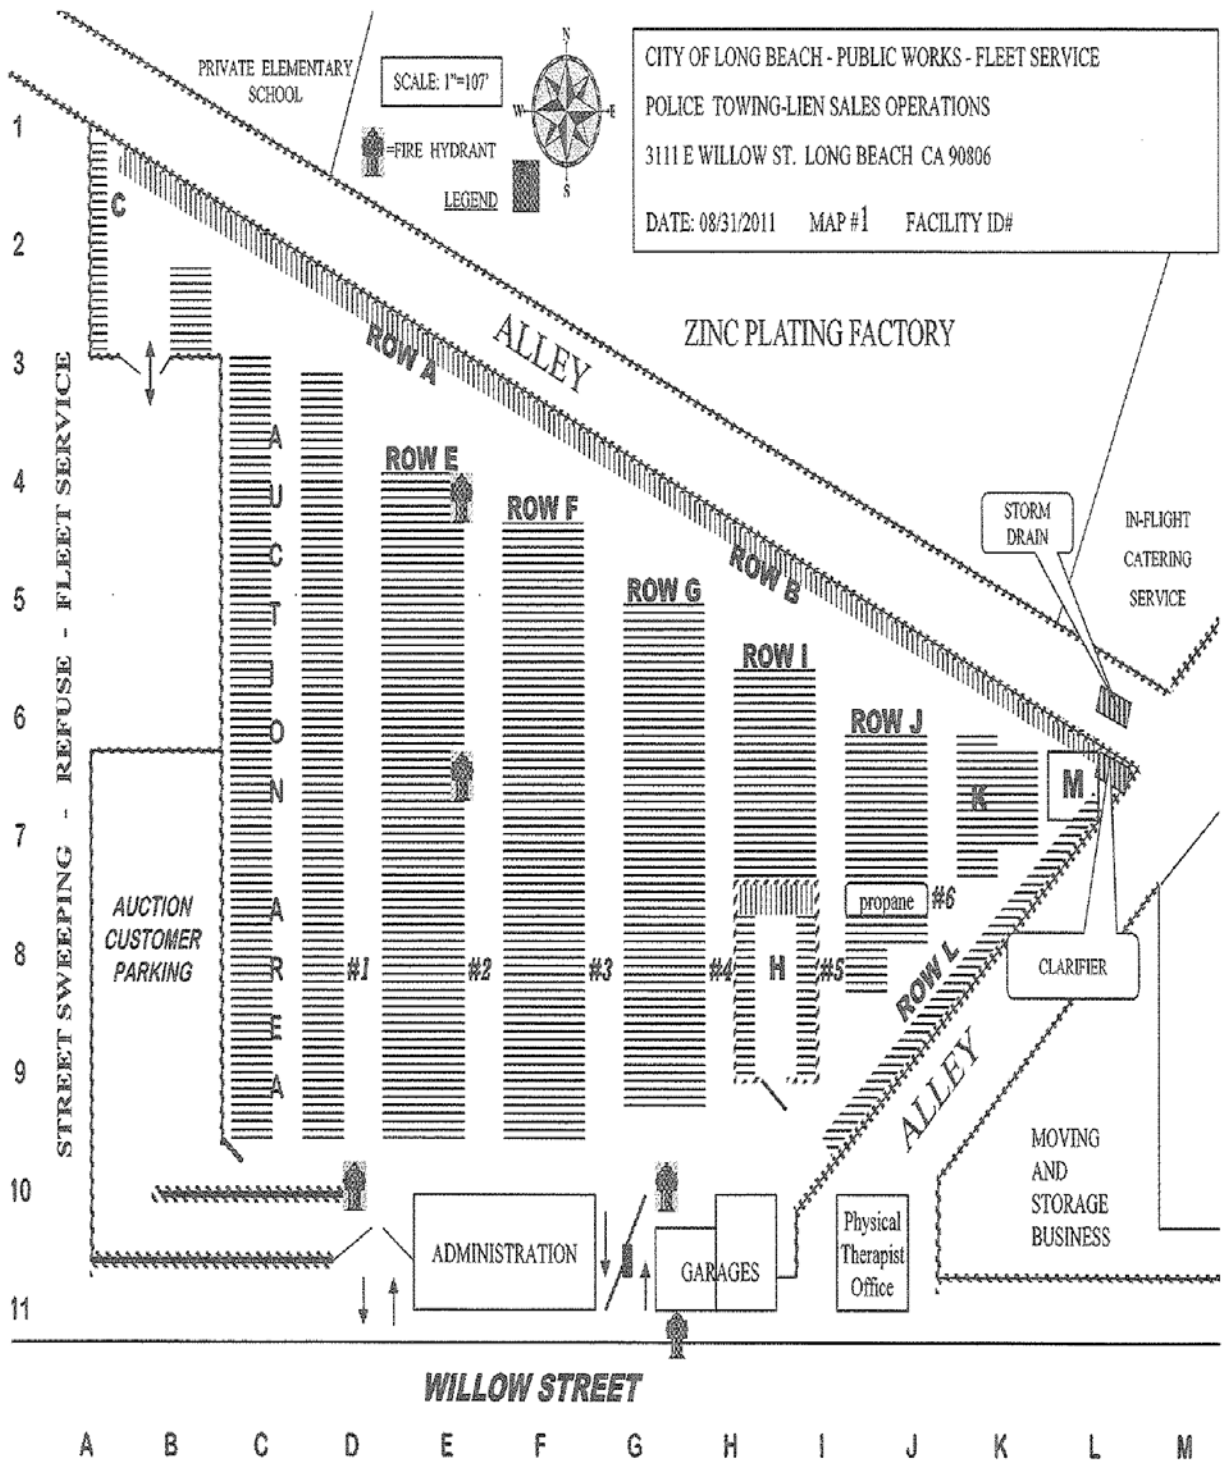 PRIVATE ELEMENTARY
SCHOOL
SCALE: 1"=107'
N
W
E
S
=FIRE HYDRANT
LEGEND
CITY OF LONG BEACH - PUBLIC WORKS - FLEET SERVICE
POLICE TOWING-LIEN SALES OPERATIONS
3111 E WILLOW ST. LONG BEACH CA 90806
DATE: 08/31/2011 MAP #1 FACILITY ID#
1
2
3
4
5
6
7
8
9
10
11
STREET SWEEPING - REFUSE - FLEET SERVICE
C
ROW A
ALLEY
ZINC PLATING FACTORY
AUCTION AREA
ROW E
ROW F
ROW G
ROW B
ROW I
ROW J
STORM
DRAIN
IN-FLIGHT
CATERING
SERVICE
K
M
AUCTION
CUSTOMER
PARKING
propane
#6
#1
#2
#3
#4
H
#5
ROW L
CLARIFIER
ALLEY
MOVING
AND
STORAGE
BUSINESS
ADMINISTRATION
GARAGES
Physical
Therapist
Office
WILLOW STREET
A B C D E F G H I J K L M